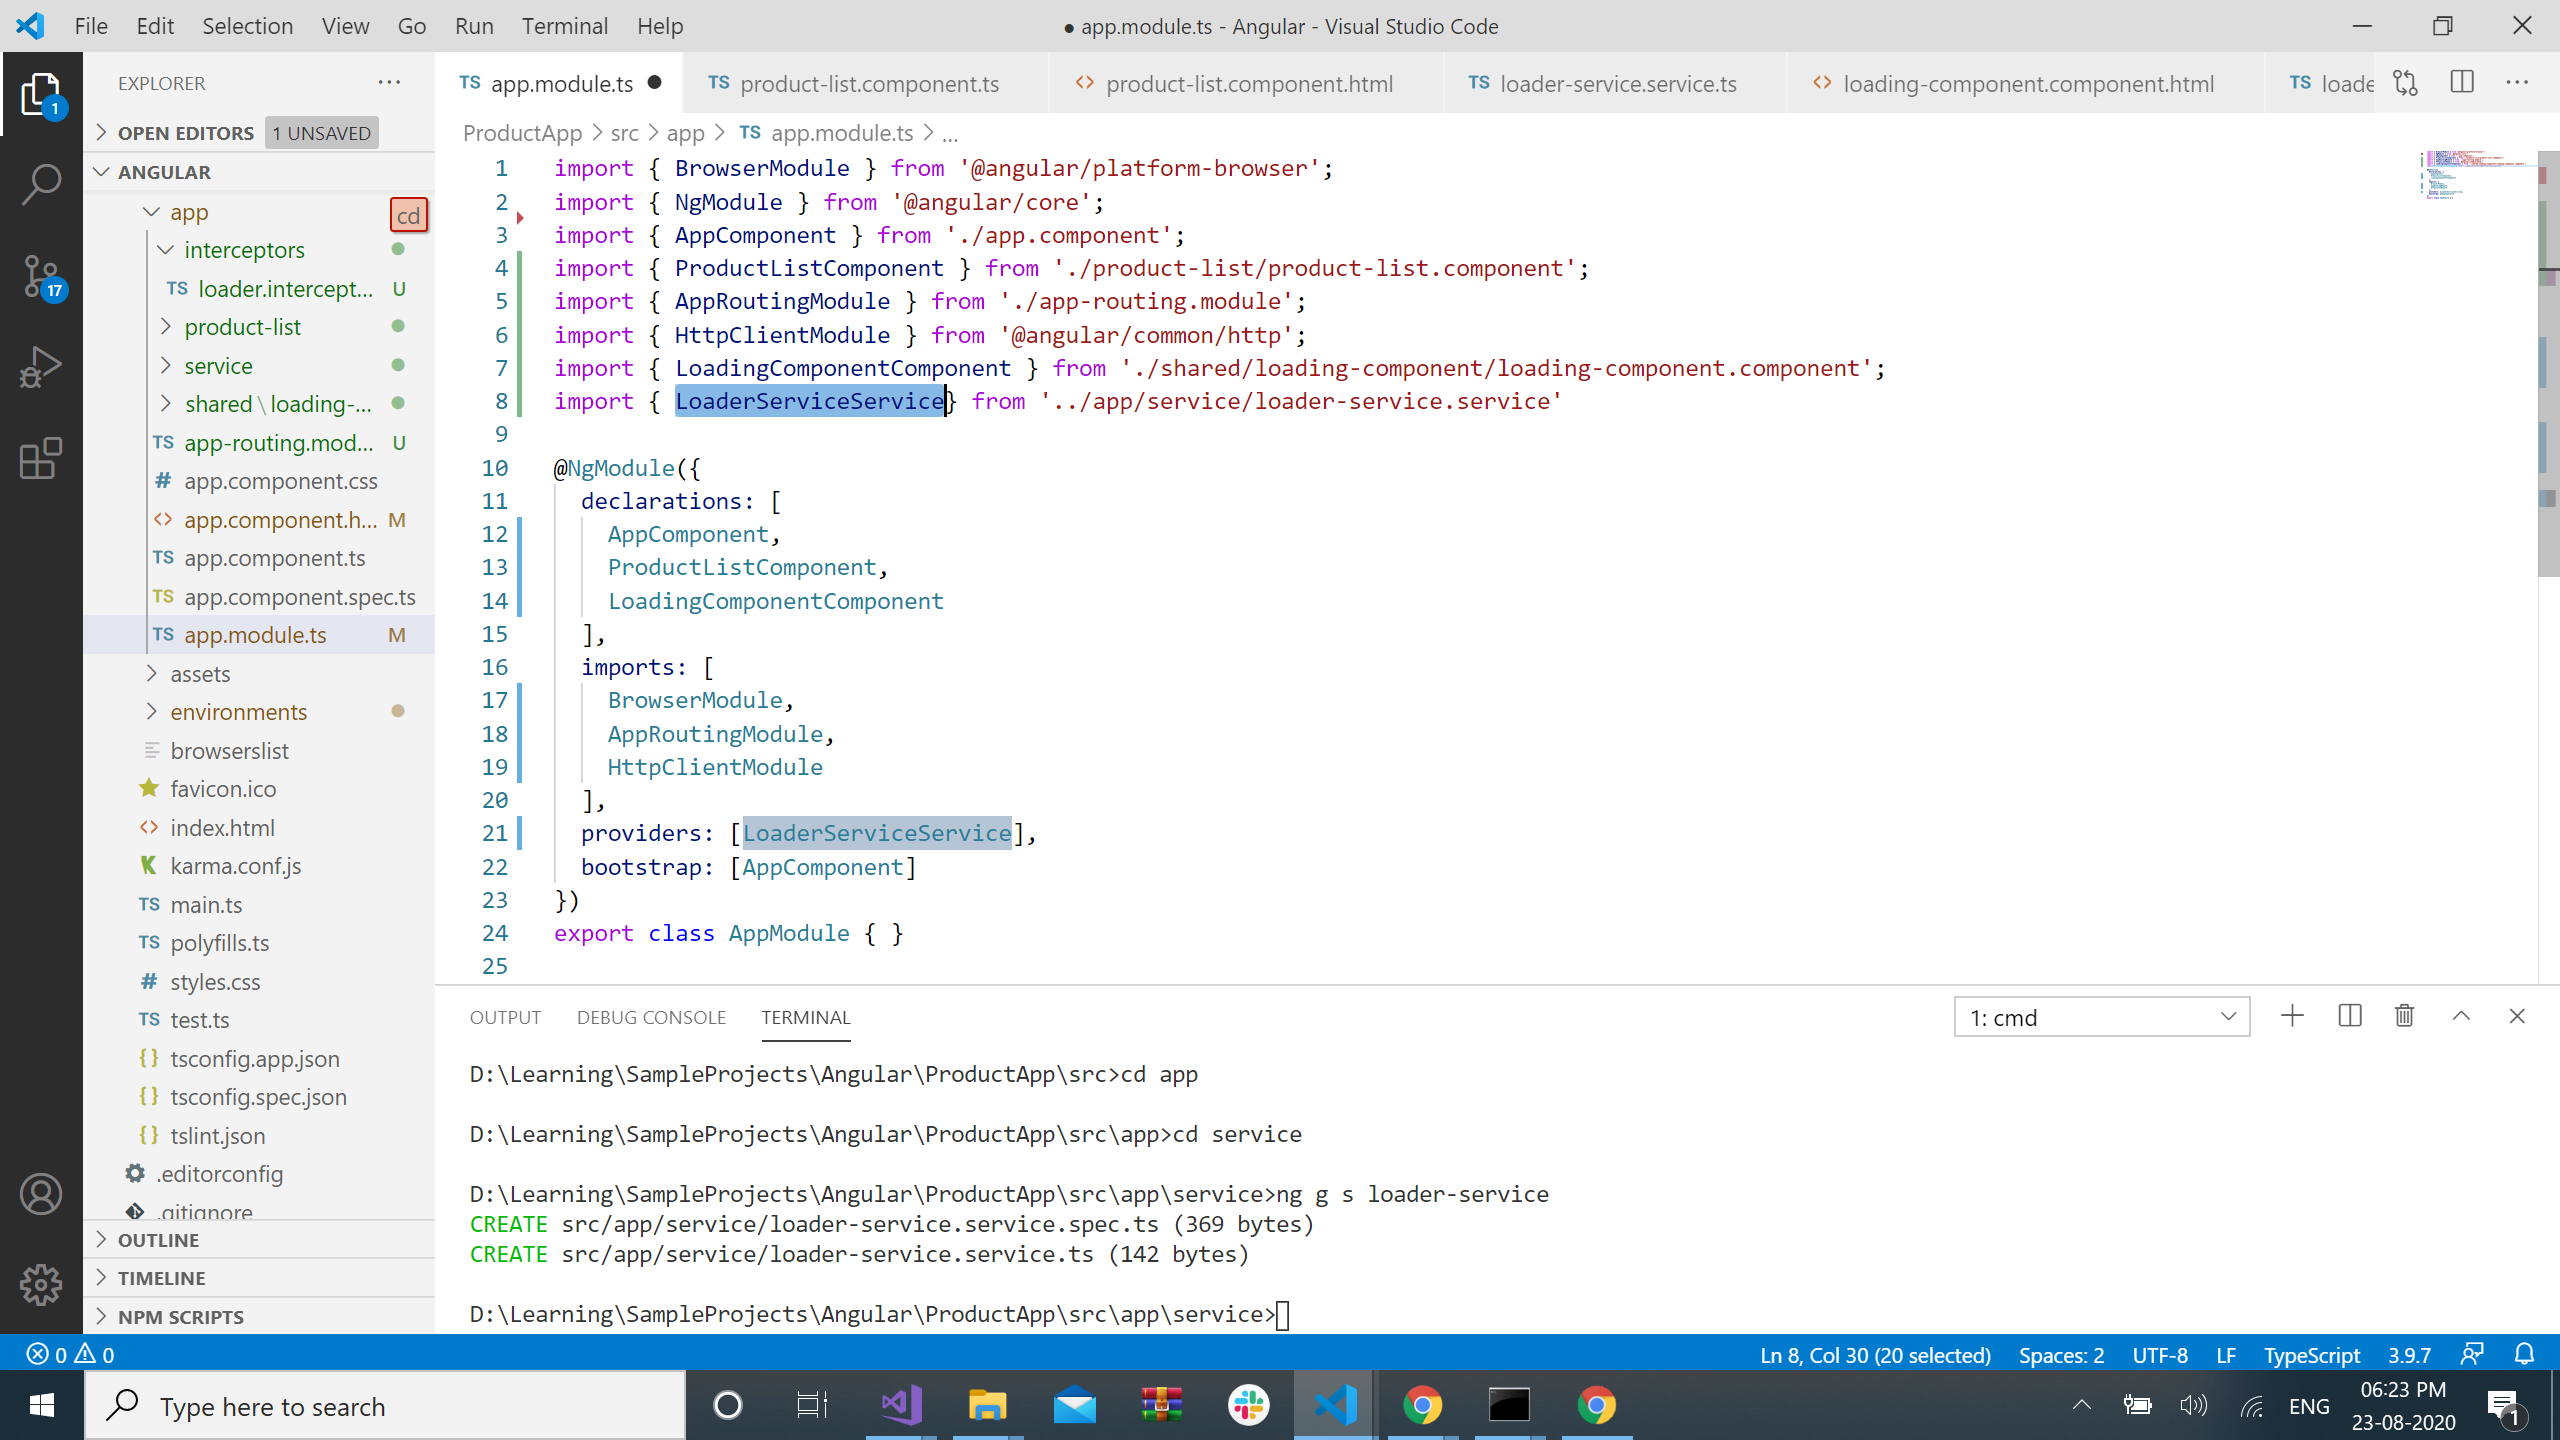 File Edit Selection View Go Run Terminal Help
● app.module.ts - Angular - Visual Studio Code
EXPLORER
OPEN EDITORS 1 UNSAVED
ANGULAR
app
cd
interceptors
TS loader.intercept... U
product-list
service
shared\loading-...
TS app-routing.mod... U
# app.component.css
<> app.component.h... M
TS app.component.ts
TS app.component.spec.ts
TS app.module.ts M
assets
environments
browserslist
favicon.ico
<> index.html
karma.conf.js
TS main.ts
TS polyfills.ts
# styles.css
TS test.ts
{} tsconfig.app.json
{} tsconfig.spec.json
{} tslint.json
.editorconfig
.gitignore
OUTLINE
TIMELINE
NPM SCRIPTS
1
17
TS app.module.ts ●
TS product-list.component.ts
<> product-list.component.html
TS loader-service.service.ts
<> loading-component.component.html
TS loade
ProductApp > src > app > TS app.module.ts > ...
1 import { BrowserModule } from '@angular/platform-browser';
2 import { NgModule } from '@angular/core';
3 import { AppComponent } from './app.component';
4 import { ProductListComponent } from './product-list/product-list.component';
5 import { AppRoutingModule } from './app-routing.module';
6 import { HttpClientModule } from '@angular/common/http';
7 import { LoadingComponentComponent } from './shared/loading-component/loading-component.component';
8 import { LoaderServiceService} from '../app/service/loader-service.service'
9
10 @NgModule({
11 declarations: [
12 AppComponent,
13 ProductListComponent,
14 LoadingComponentComponent
15 ],
16 imports: [
17 BrowserModule,
18 AppRoutingModule,
19 HttpClientModule
20 ],
21 providers: [LoaderServiceService],
22 bootstrap: [AppComponent]
23 })
24 export class AppModule { }
25
OUTPUT DEBUG CONSOLE TERMINAL
1: cmd
D:\Learning\SampleProjects\Angular\ProductApp\src>cd app
D:\Learning\SampleProjects\Angular\ProductApp\src\app>cd service
D:\Learning\SampleProjects\Angular\ProductApp\src\app\service>ng g s loader-service
CREATE src/app/service/loader-service.service.spec.ts (369 bytes)
CREATE src/app/service/loader-service.service.ts (142 bytes)
D:\Learning\SampleProjects\Angular\ProductApp\src\app\service>
0 0
Ln 8, Col 30 (20 selected) Spaces: 2 UTF-8 LF TypeScript 3.9.7
Type here to search
ENG
06:23 PM
23-08-2020
1